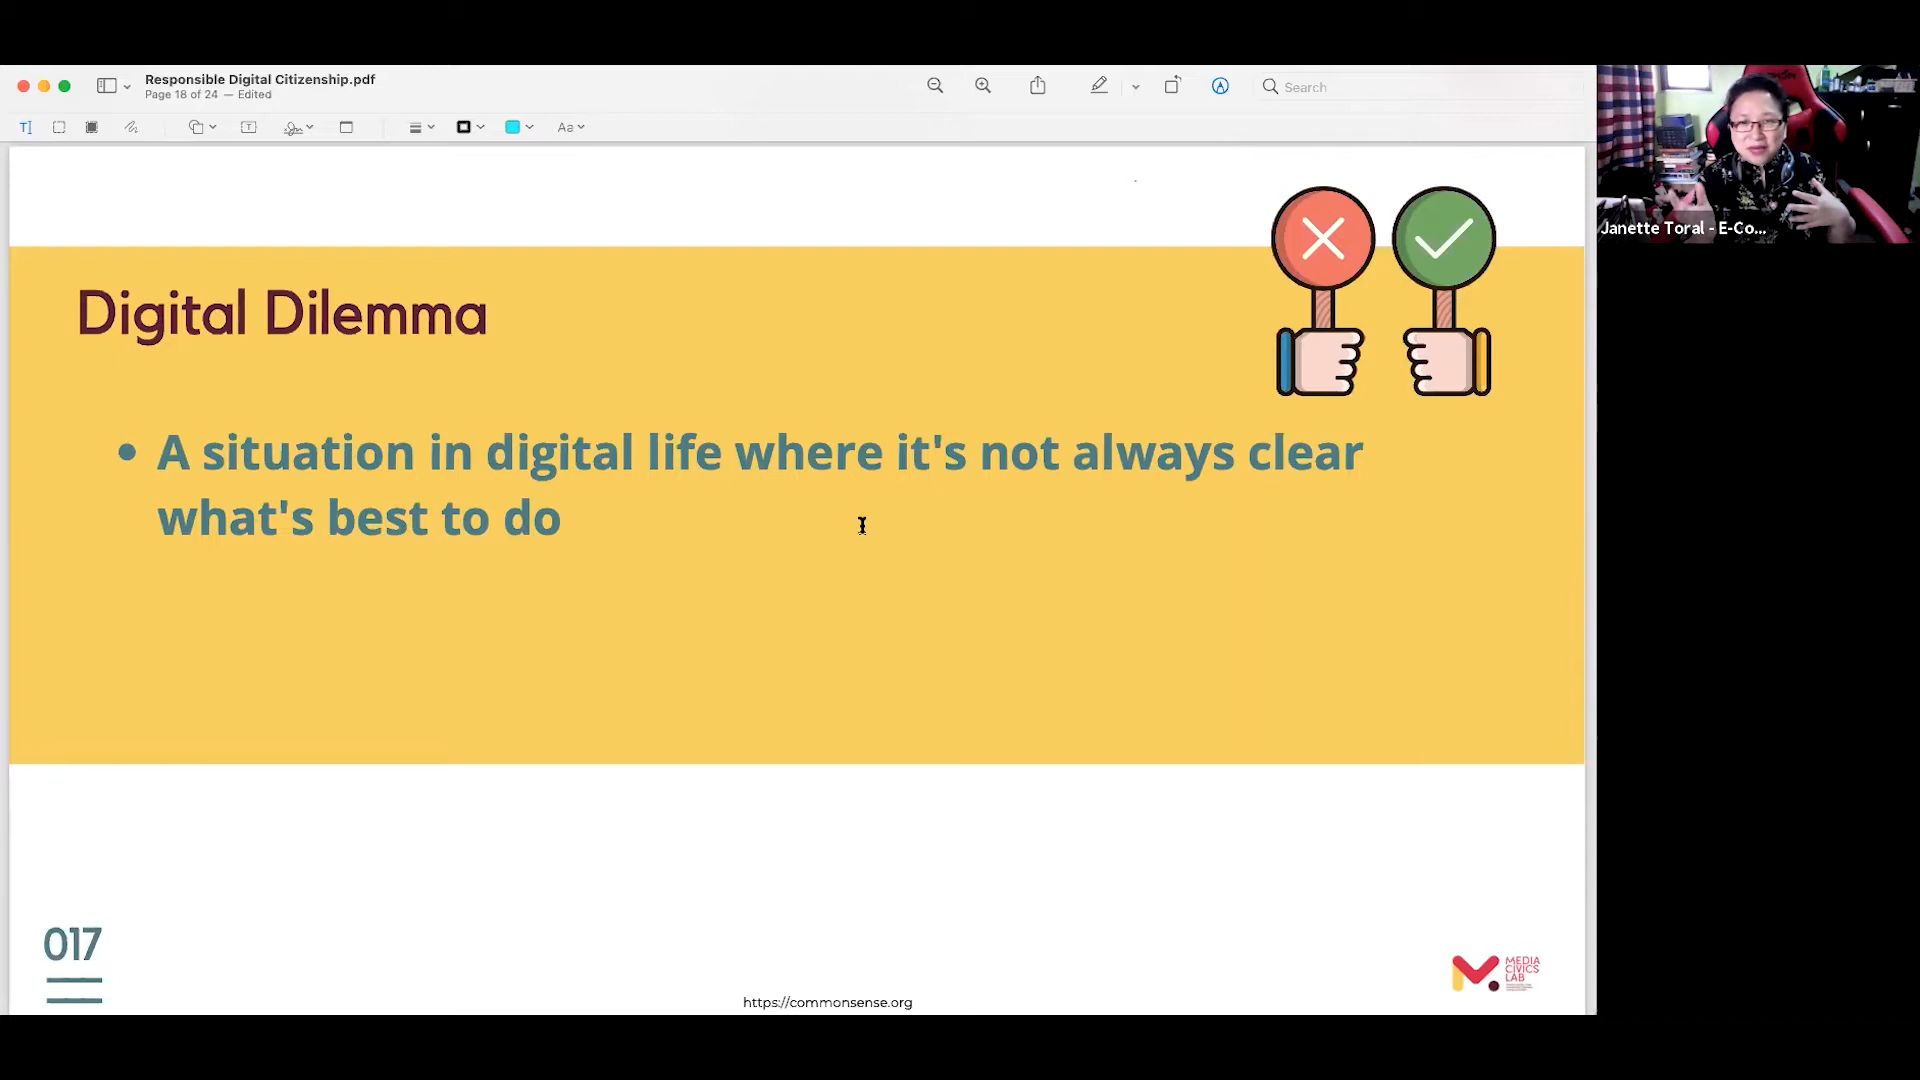 Responsible Digital Citizenship.pdf
Page 18 of 24 — Edited
Search
Aa
Janette Toral - E-Co...
Digital Dilemma
• A situation in digital life where it's not always clear
what's best to do
017
MEDIA
CIVICS
LAB
https://commonsense.org